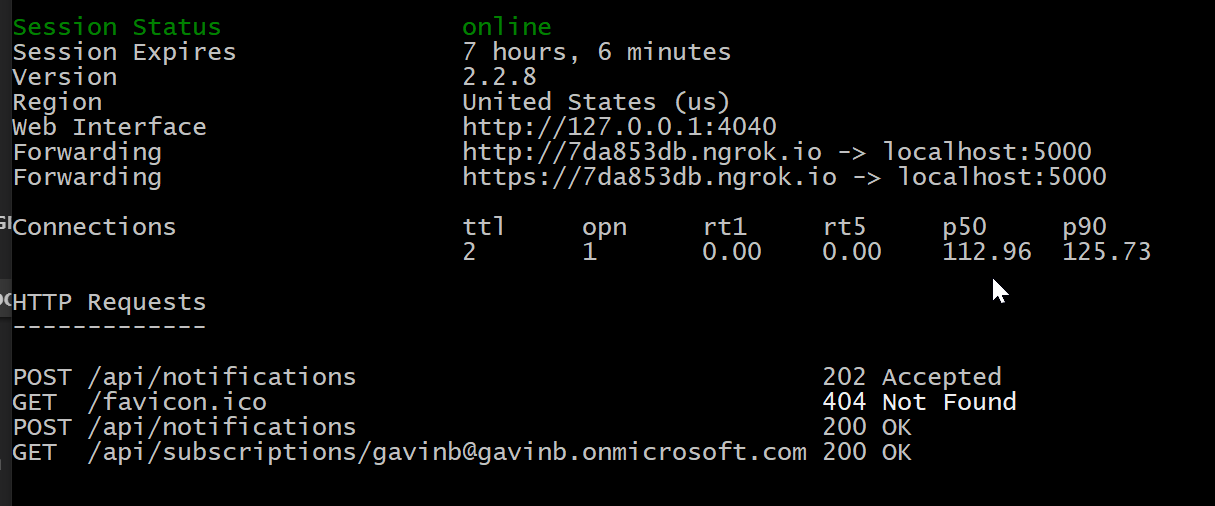 Session Status online
Session Expires 7 hours, 6 minutes
Version 2.2.8
Region United States (us)
Web Interface http://127.0.0.1:4040
Forwarding http://7da853db.ngrok.io -> localhost:5000
Forwarding https://7da853db.ngrok.io -> localhost:5000
Connections ttl opn rt1 rt5 p50 p90
2 1 0.00 0.00 112.96 125.73
HTTP Requests
-------------
POST /api/notifications 202 Accepted
GET /favicon.ico 404 Not Found
POST /api/notifications 200 OK
GET /api/subscriptions/gavinb@gavinb.onmicrosoft.com 200 OK